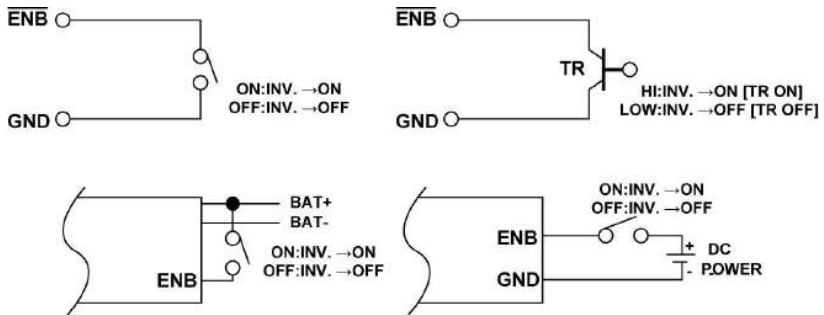 ENB
ON:INV. →ON
OFF:INV. →OFF
GND
ENB
TR
HI:INV. →ON [TR ON]
LOW:INV. →OFF [TR OFF]
GND
BAT+
BAT-
ON:INV. →ON
OFF:INV. →OFF
ENB
ON:INV. →ON
OFF:INV. →OFF
ENB
+ DC
- POWER
GND